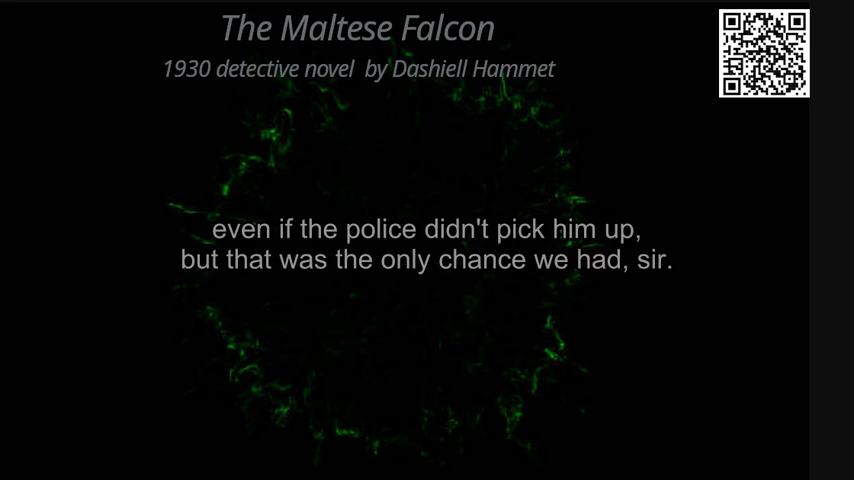 The Maltese Falcon
1930 detective novel by Dashiell Hammet
even if the police didn't pick him up,
but that was the only chance we had, sir.